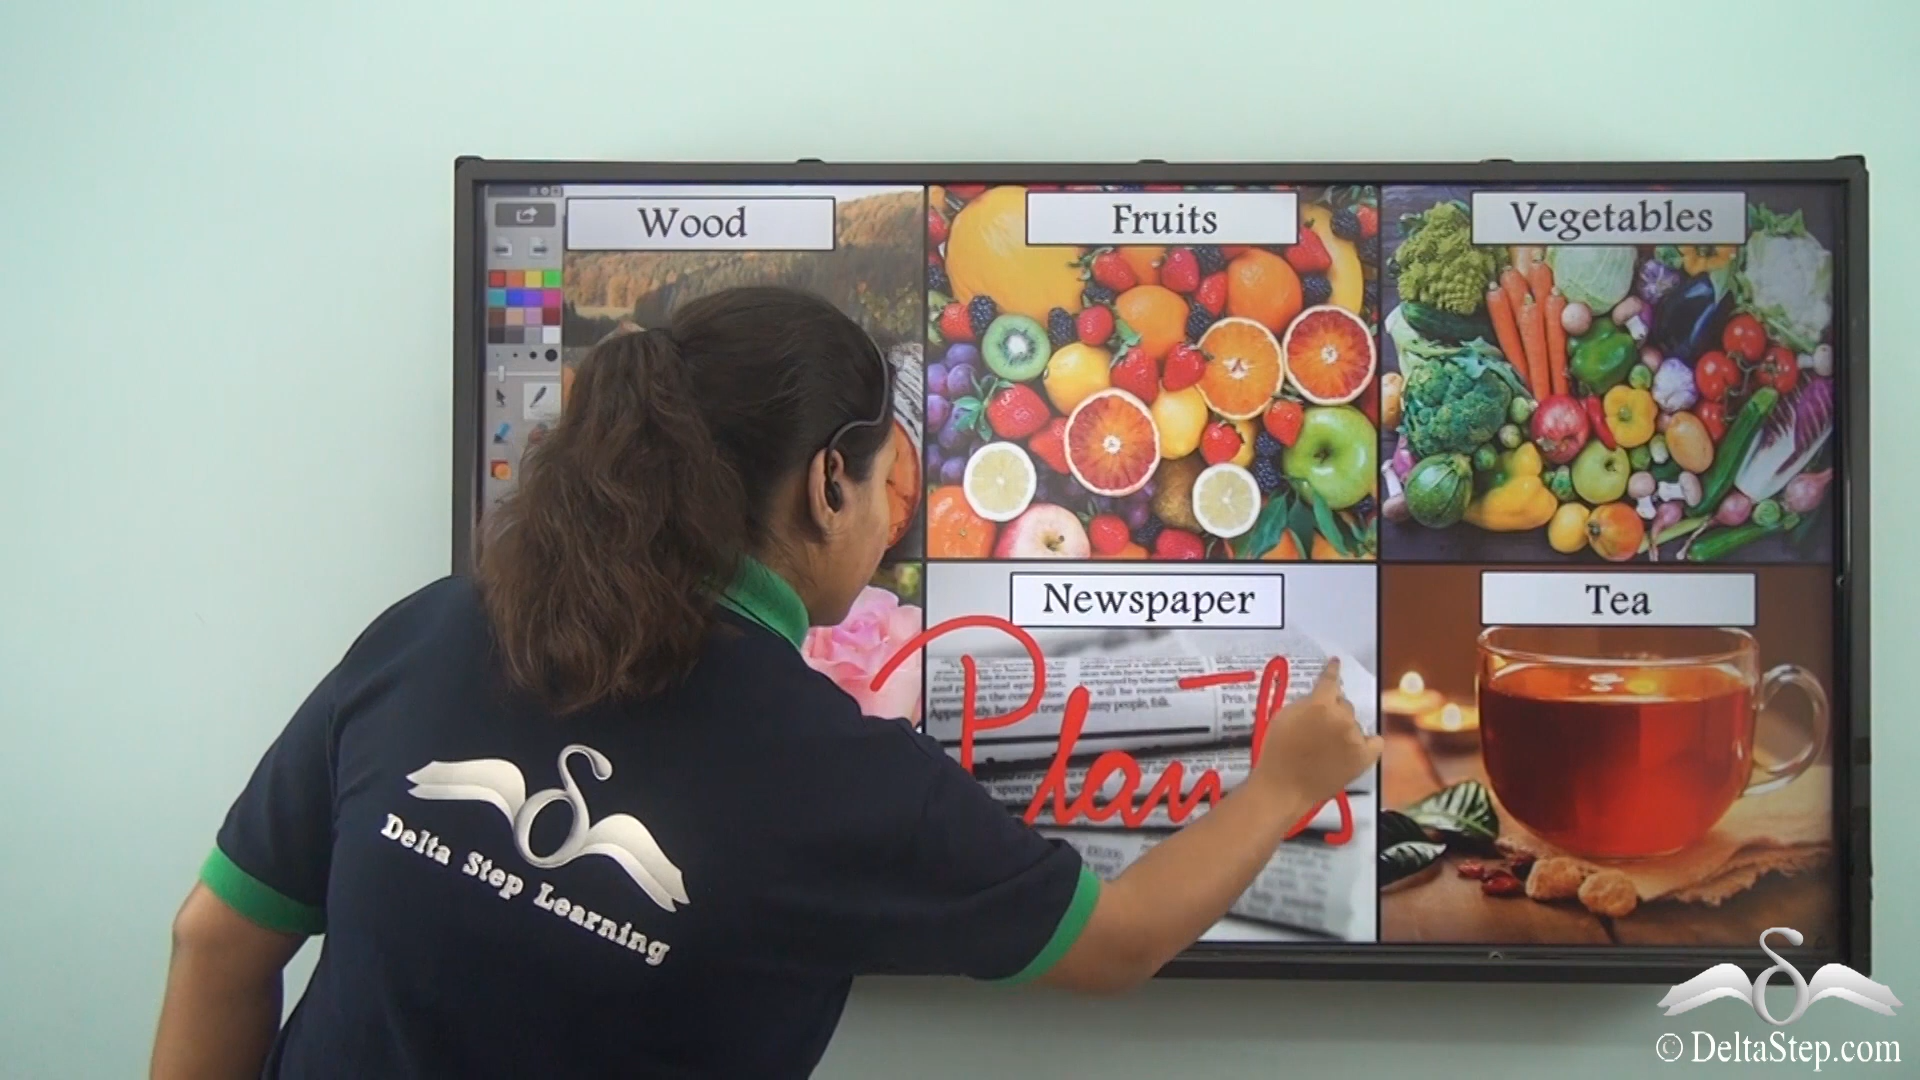 Wood
Fruits
Vegetables
Newspaper
Tea
Plants
Delta Step Learning
© DeltaStep.com